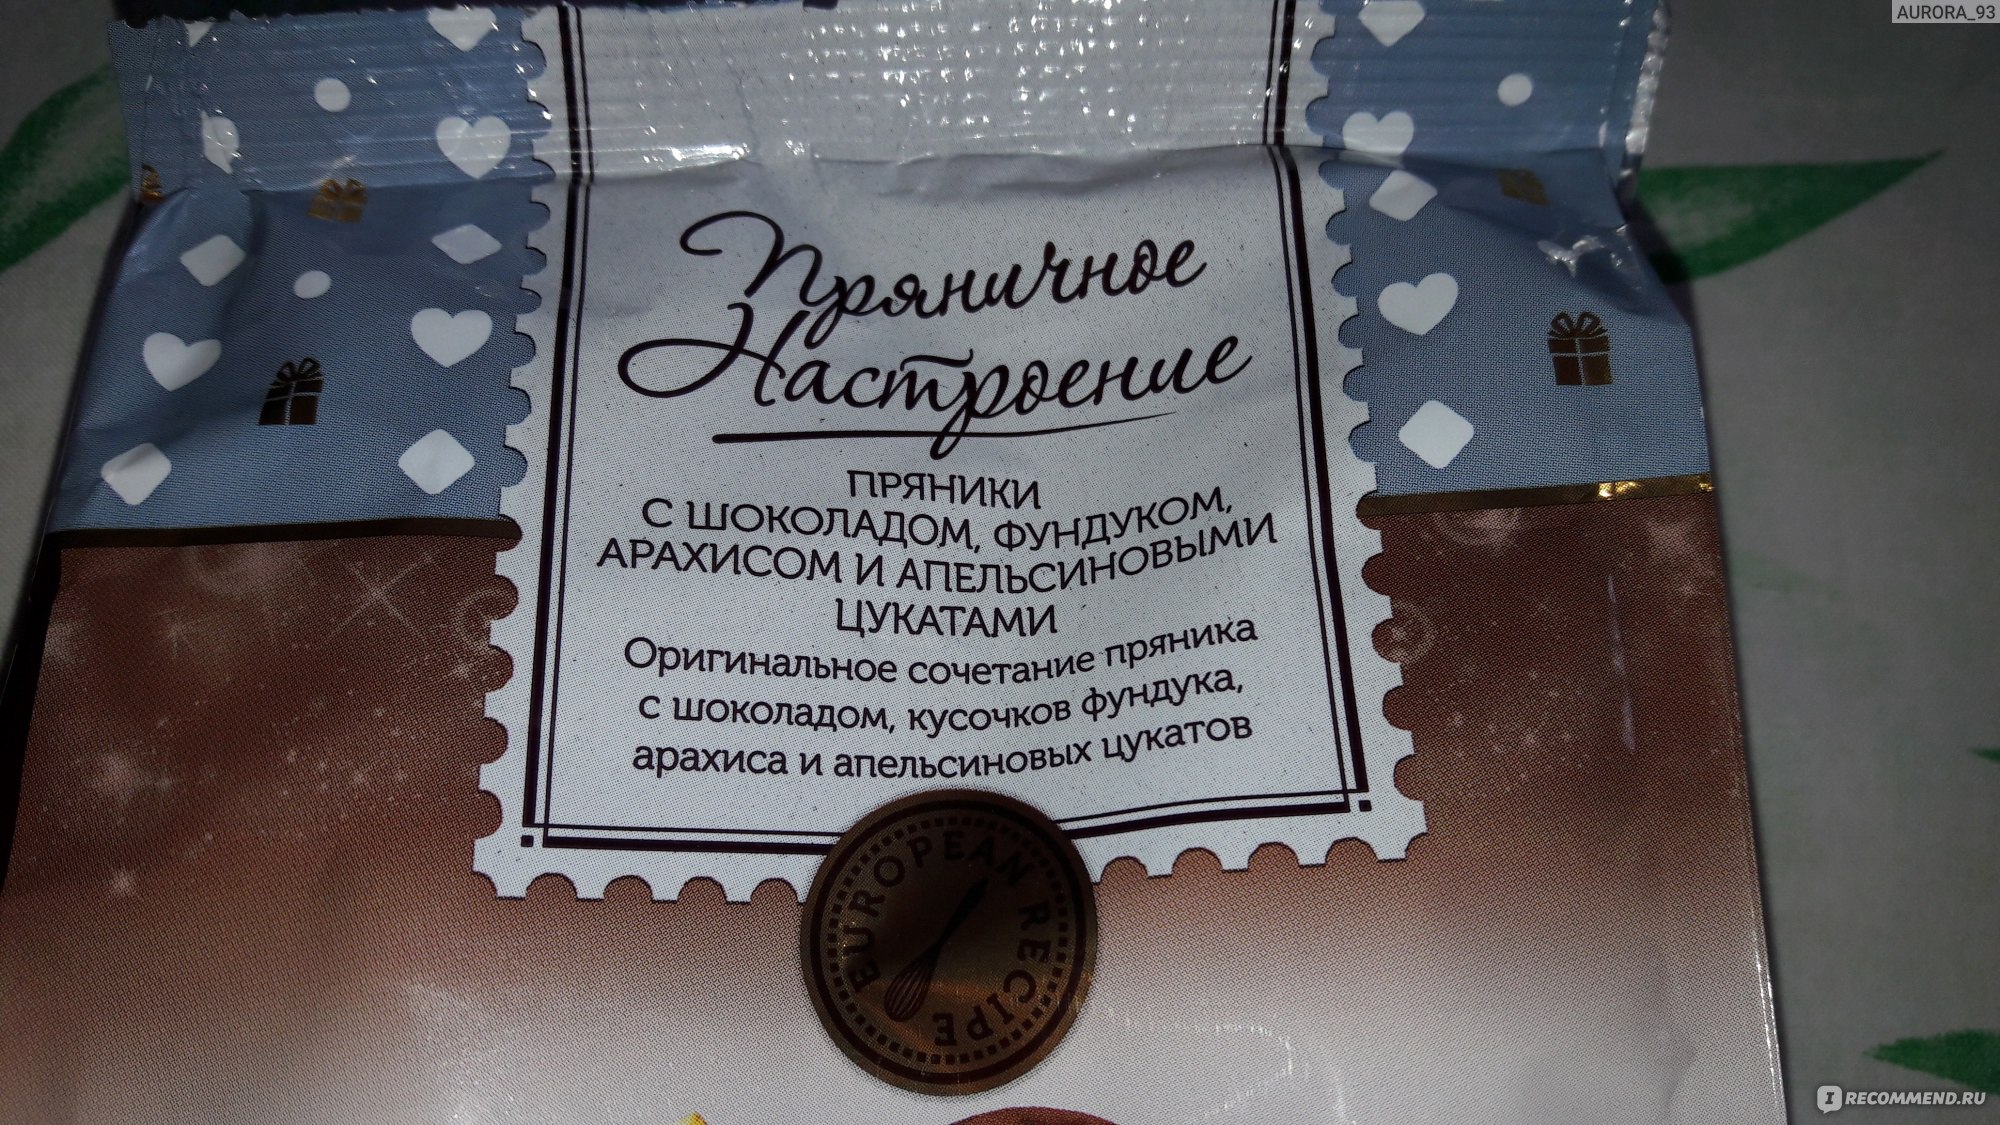 AURORA_93
Пряничное
Настроение
ПРЯНИКИ
С ШОКОЛАДОМ, ФУНДУКОМ,
АРАХИСОМ И АПЕЛЬСИНОВЫМИ
ЦУКАТАМИ
Оригинальное сочетание пряника
с шоколадом, кусочков фундука,
арахиса и апельсиновых цукатов
EUROPEAN RECIPE
IRECOMMEND.RU